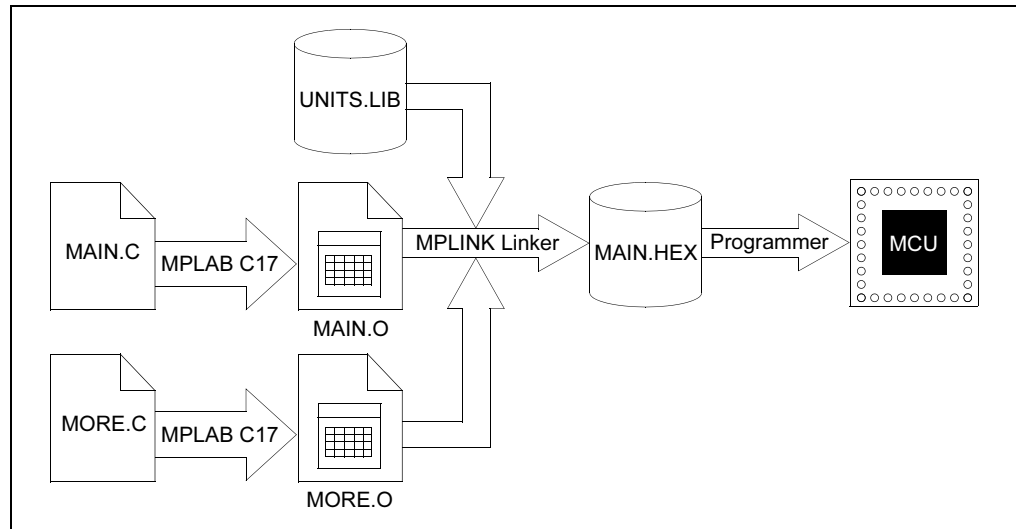 UNITS.LIB
MAIN.C
MPLAB C17
MAIN.O
MPLINK Linker
MAIN.HEX
Programmer
MCU
MORE.C
MPLAB C17
MORE.O